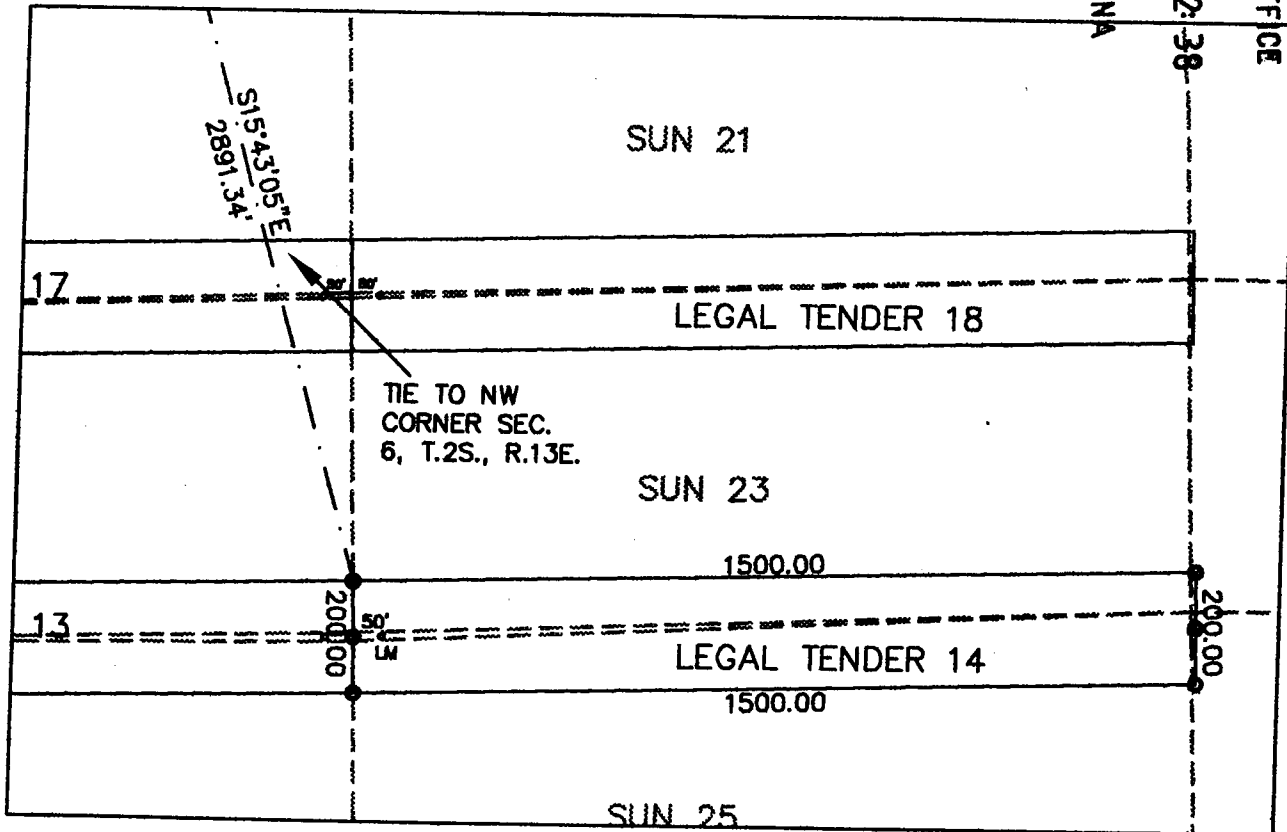 FFICE
2:38
NA
SUN 21
S15°43'05"E
2891.34'
17
LEGAL TENDER 18
TIE TO NW
CORNER SEC.
6, T.2S., R.13E.
SUN 23
1500.00
13
200.00
50'
LM
200.00
LEGAL TENDER 14
1500.00
SUN 25